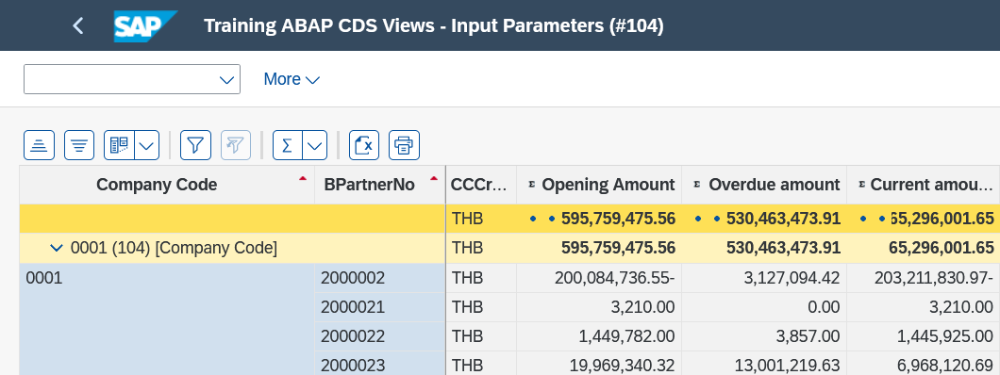 SAP Training ABAP CDS Views - Input Parameters (#104)
More
Company Code BPartnerNo CCCr... Σ Opening Amount Σ Overdue amount Σ Current amou...
THB •• 595,759,475.56 •• 530,463,473.91 •• 65,296,001.65
0001 (104) [Company Code] THB 595,759,475.56 530,463,473.91 65,296,001.65
0001 2000002 THB 200,084,736.55- 3,127,094.42 203,211,830.97-
2000021 THB 3,210.00 0.00 3,210.00
2000022 THB 1,449,782.00 3,857.00 1,445,925.00
2000023 THB 19,969,340.32 13,001,219.63 6,968,120.69